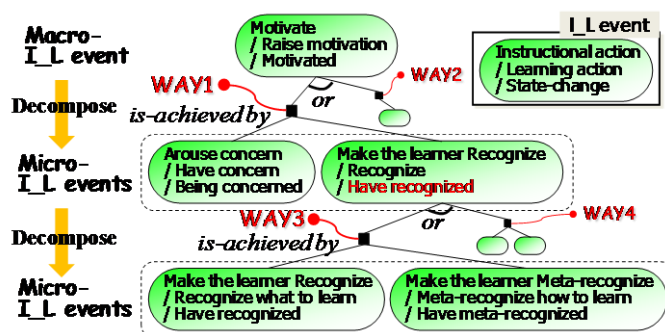 I_L event
Instructional action
/ Learning action
/ State-change
Macro-
I_L event
Motivate
/ Raise motivation
/ Motivated
WAY1
WAY2
Decompose
or
is-achieved by
Micro-
I_L events
Arouse concern
/ Have concern
/ Being concerned
Make the learner Recognize
/ Recognize
/ Have recognized
WAY3
WAY4
Decompose
or
is-achieved by
Micro-
I_L events
Make the learner Recognize
/ Recognize what to learn
/ Have recognized
Make the learner Meta-recognize
/ Meta-recognize how to learn
/ Have meta-recognized